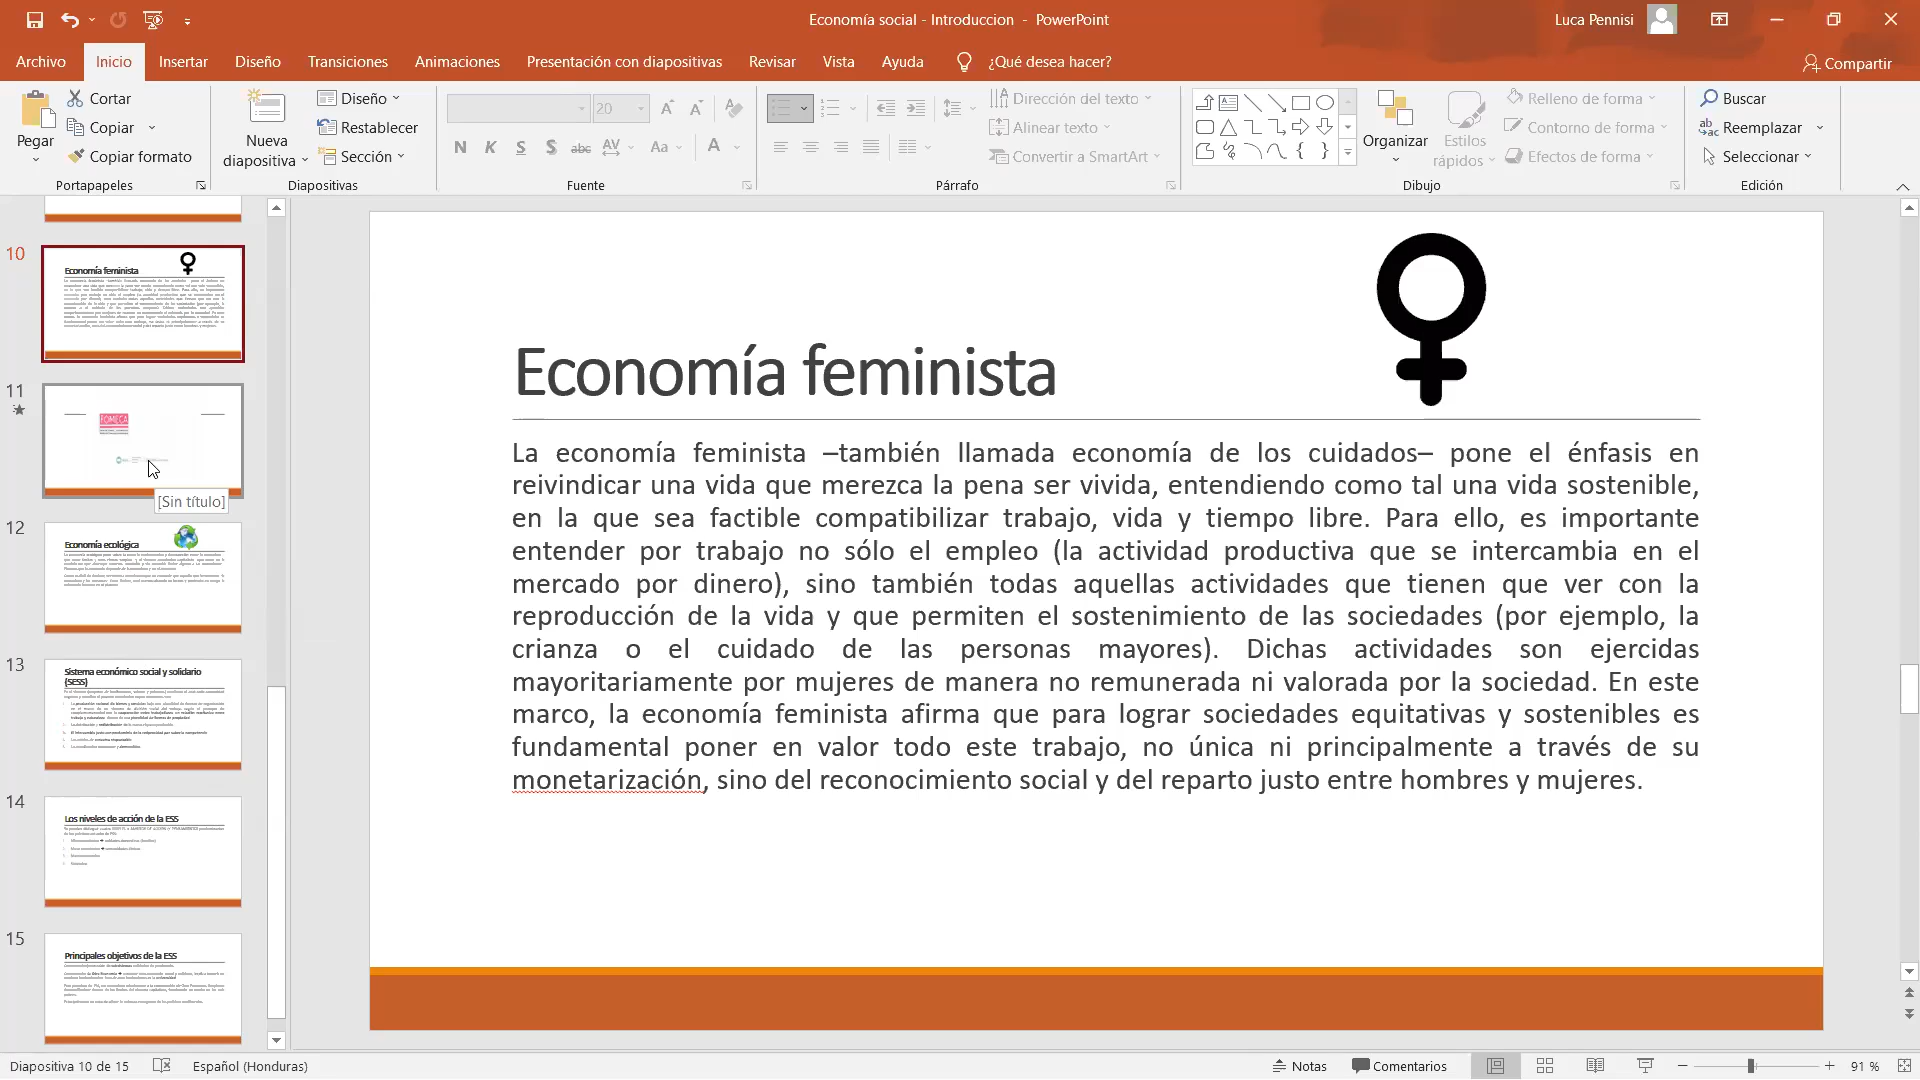 Economía social - Introduccion - PowerPoint
Luca Pennisi
Archivo
Inicio
Insertar
Diseño
Transiciones
Animaciones
Presentación con diapositivas
Revisar
Vista
Ayuda
¿Qué desea hacer?
Compartir
Pegar
Cortar
Copiar
Copiar formato
Portapapeles
Nueva
diapositiva
Diseño
Restablecer
Sección
Diapositivas
20
N K S S abc AV Aa A
Fuente
Dirección del texto
Alinear texto
Convertir a SmartArt
Párrafo
Organizar
Estilos
rápidos
Relleno de forma
Contorno de forma
Efectos de forma
Dibujo
Buscar
Reemplazar
Seleccionar
Edición
10
Economía feminista
11
FOMECA
[Sin título]
12
Economía ecológica
13
Sistema económico social y solidario
(SESS)
14
Los niveles de acción de la ESS
15
Principales objetivos de la ESS
Economía feminista
La economía feminista –también llamada economía de los cuidados– pone el énfasis en
reivindicar una vida que merezca la pena ser vivida, entendiendo como tal una vida sostenible,
en la que sea factible compatibilizar trabajo, vida y tiempo libre. Para ello, es importante
entender por trabajo no sólo el empleo (la actividad productiva que se intercambia en el
mercado por dinero), sino también todas aquellas actividades que tienen que ver con la
reproducción de la vida y que permiten el sostenimiento de las sociedades (por ejemplo, la
crianza o el cuidado de las personas mayores). Dichas actividades son ejercidas
mayoritariamente por mujeres de manera no remunerada ni valorada por la sociedad. En este
marco, la economía feminista afirma que para lograr sociedades equitativas y sostenibles es
fundamental poner en valor todo este trabajo, no única ni principalmente a través de su
monetarización, sino del reconocimiento social y del reparto justo entre hombres y mujeres.
Diapositiva 10 de 15
Español (Honduras)
Notas
Comentarios
91 %